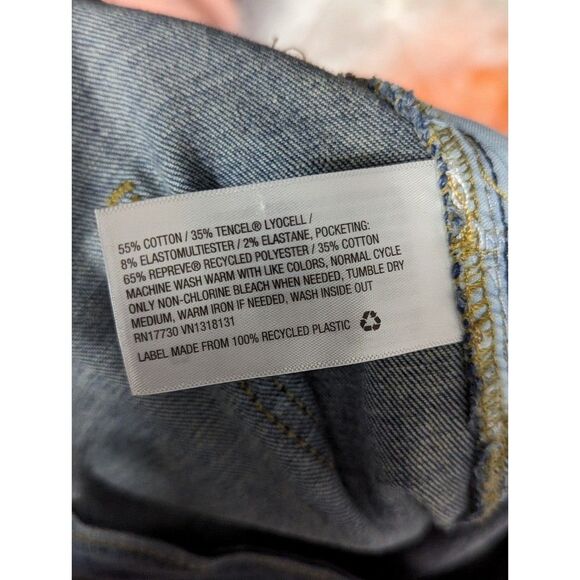 55% COTTON / 35% TENCEL® LYOCELL /
8% ELASTOMULTIESTER / 2% ELASTANE, POCKETING:
65% REPREVE® RECYCLED POLYESTER / 35% COTTON
MACHINE WASH WARM WITH LIKE COLORS, NORMAL CYCLE
ONLY NON-CHLORINE BLEACH WHEN NEEDED, TUMBLE DRY
MEDIUM, WARM IRON IF NEEDED, WASH INSIDE OUT
RN17730 VN1318131
LABEL MADE FROM 100% RECYCLED PLASTIC